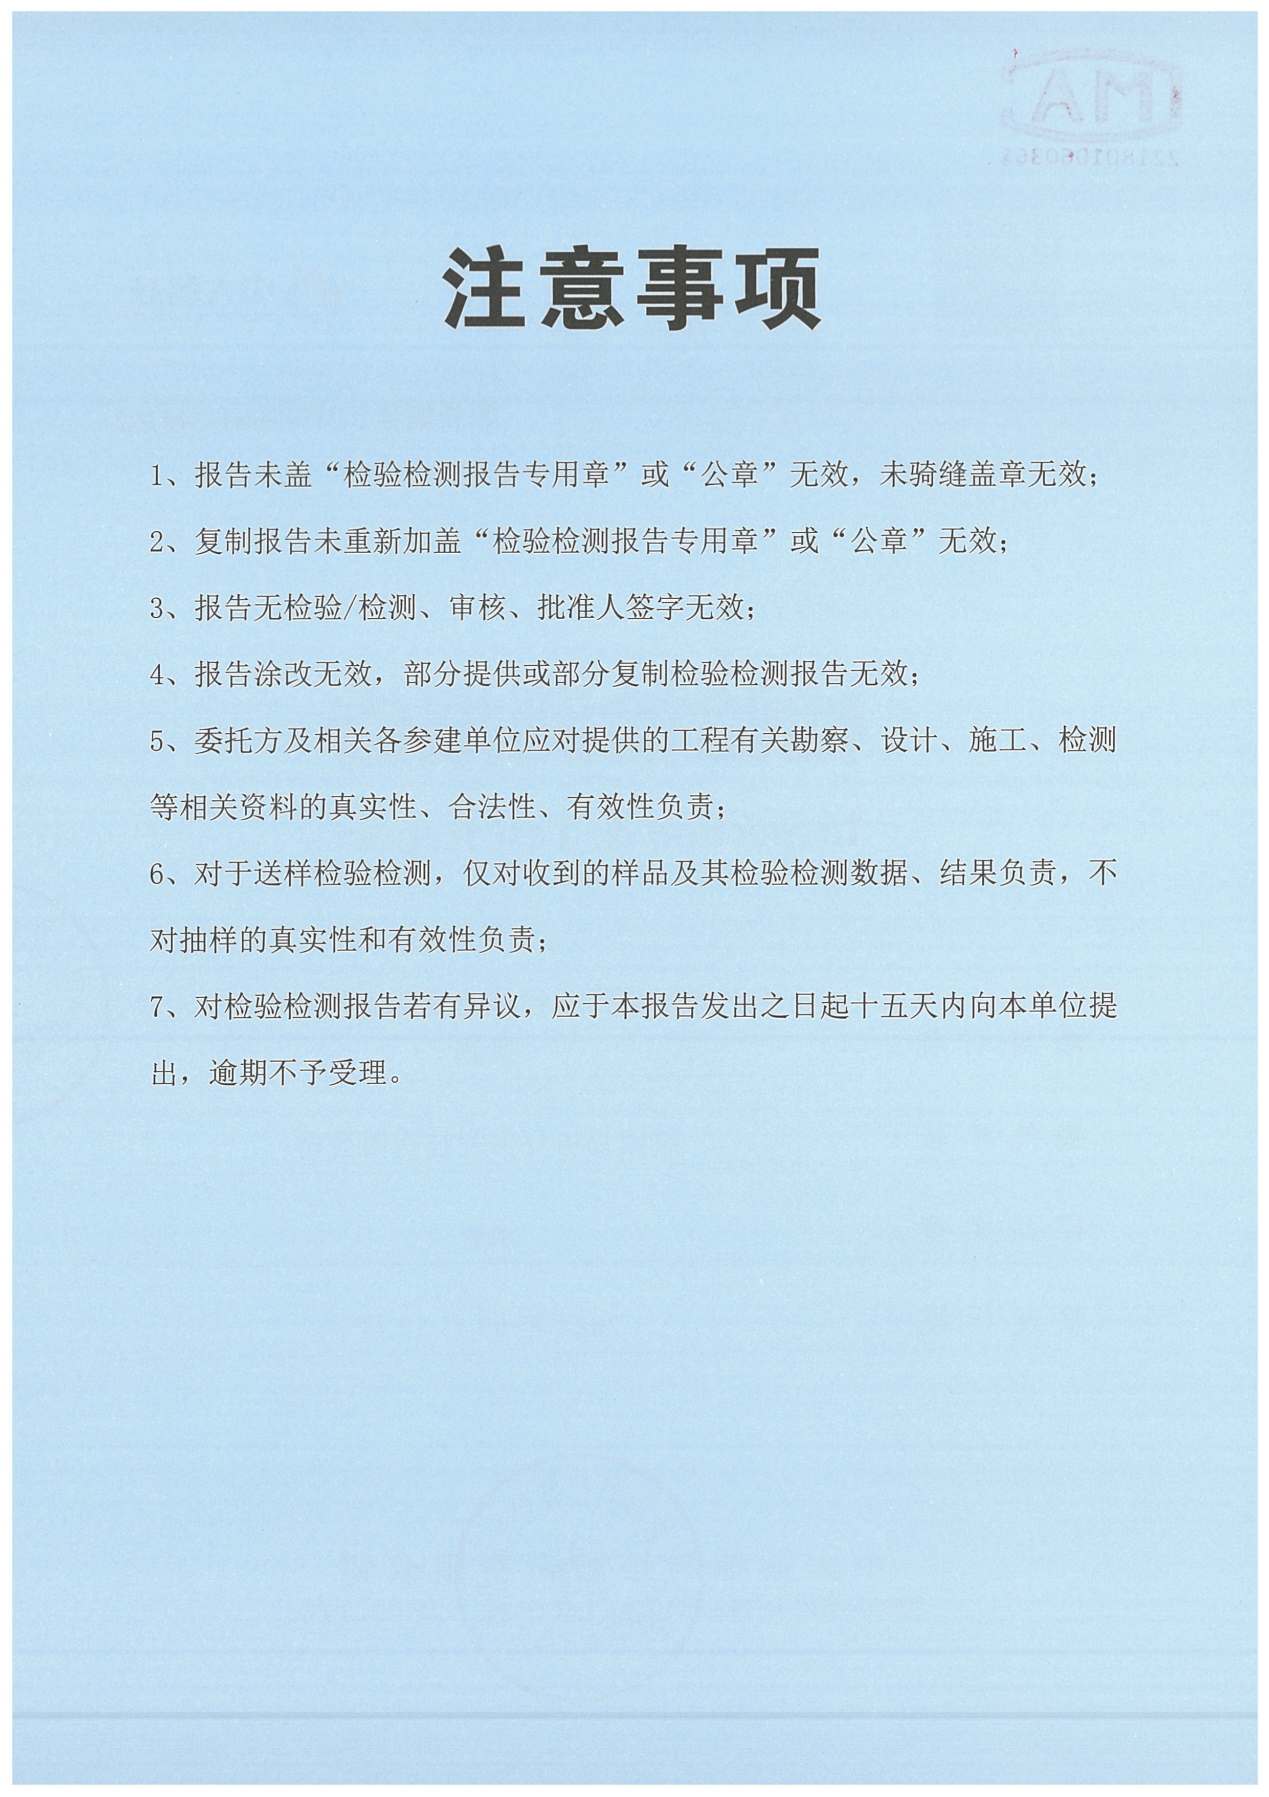 注意事项
1、报告未盖“检验检测报告专用章”或“公章”无效，未骑缝盖章无效；
2、复制报告未重新加盖“检验检测报告专用章”或“公章”无效；
3、报告无检验/检测、审核、批准人签字无效；
4、报告涂改无效，部分提供或部分复制检验检测报告无效；
5、委托方及相关各参建单位应对提供的工程有关勘察、设计、施工、检测
等相关资料的真实性、合法性、有效性负责；
6、对于送样检验检测，仅对收到的样品及其检验检测数据、结果负责，不
对抽样的真实性和有效性负责；
7、对检验检测报告若有异议，应于本报告发出之日起十五天内向本单位提
出，逾期不予受理。